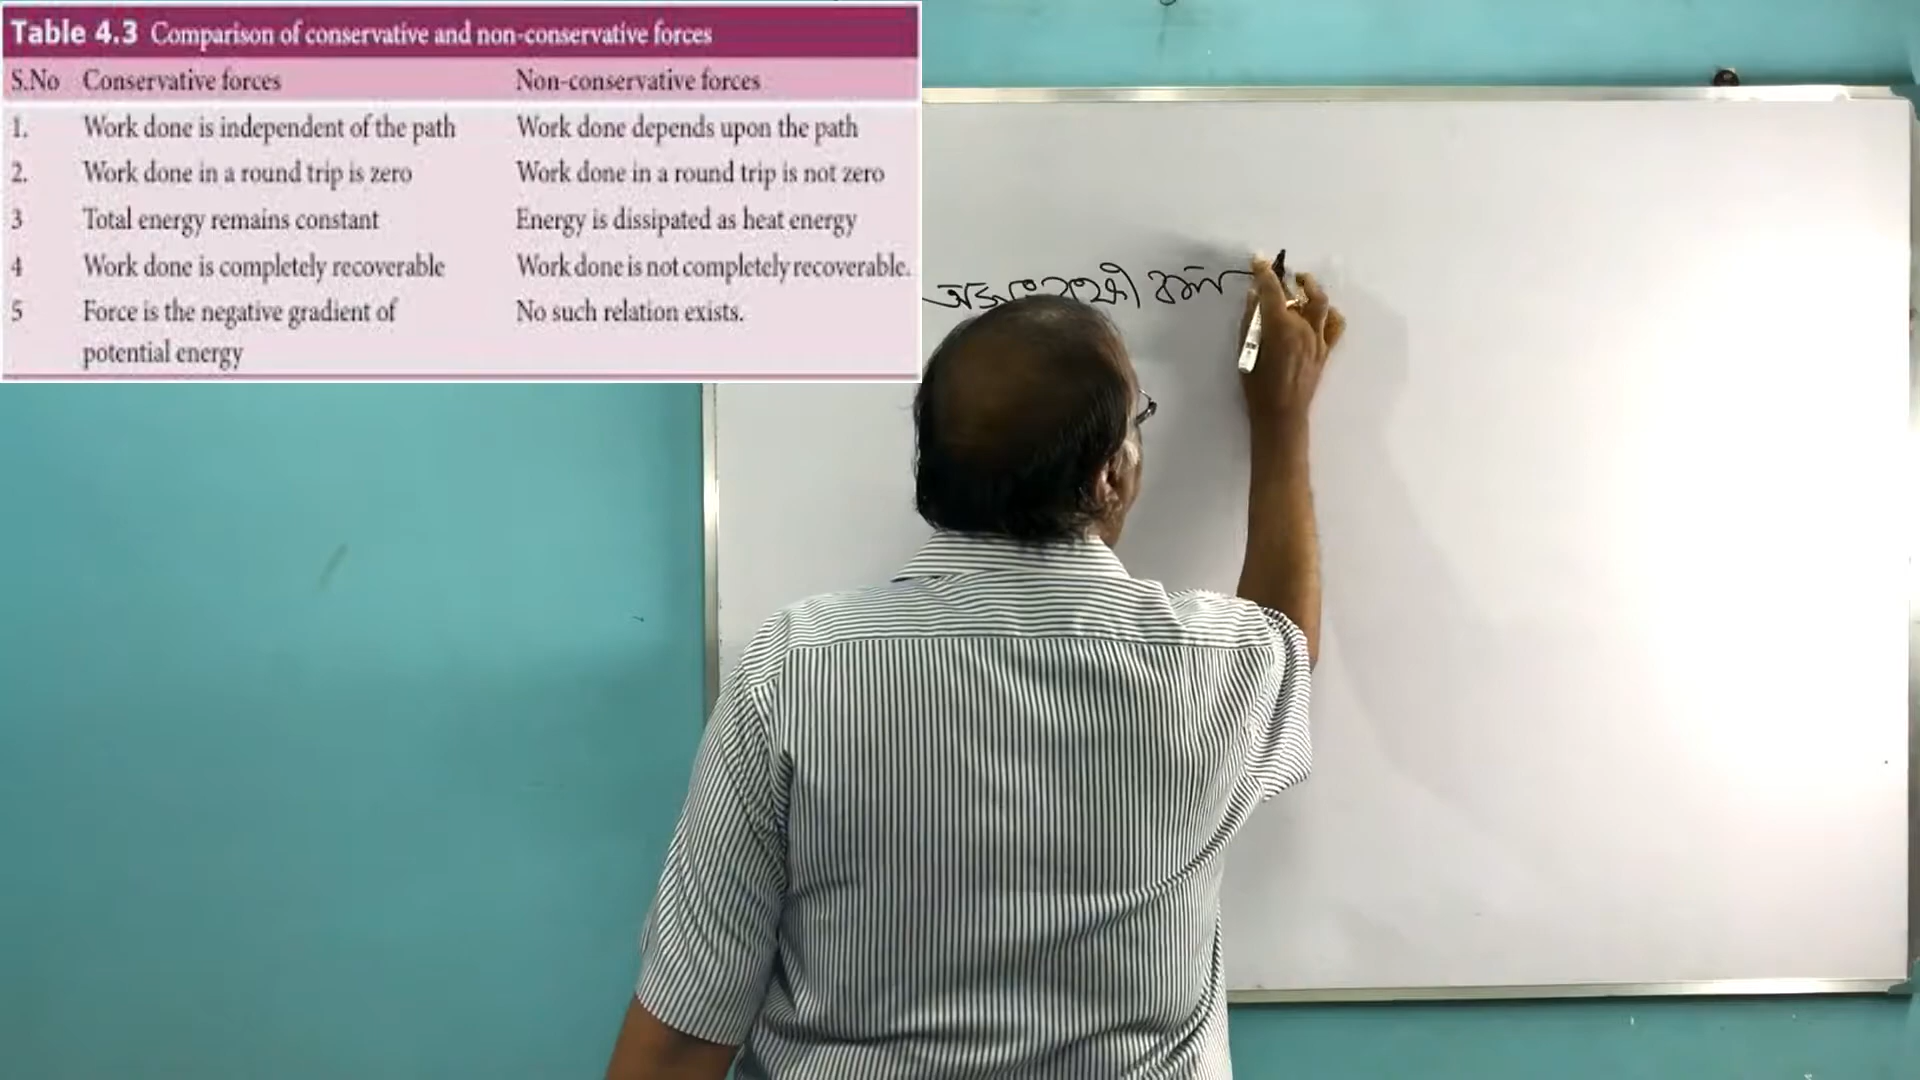 Table 4.3 Comparison of conservative and non-conservative forces
S.No Conservative forces Non-conservative forces
1. Work done is independent of the path Work done depends upon the path
2. Work done in a round trip is zero Work done in a round trip is not zero
3 Total energy remains constant Energy is dissipated as heat energy
4 Work done is completely recoverable Work done is not completely recoverable.
5 Force is the negative gradient of No such relation exists.
potential energy